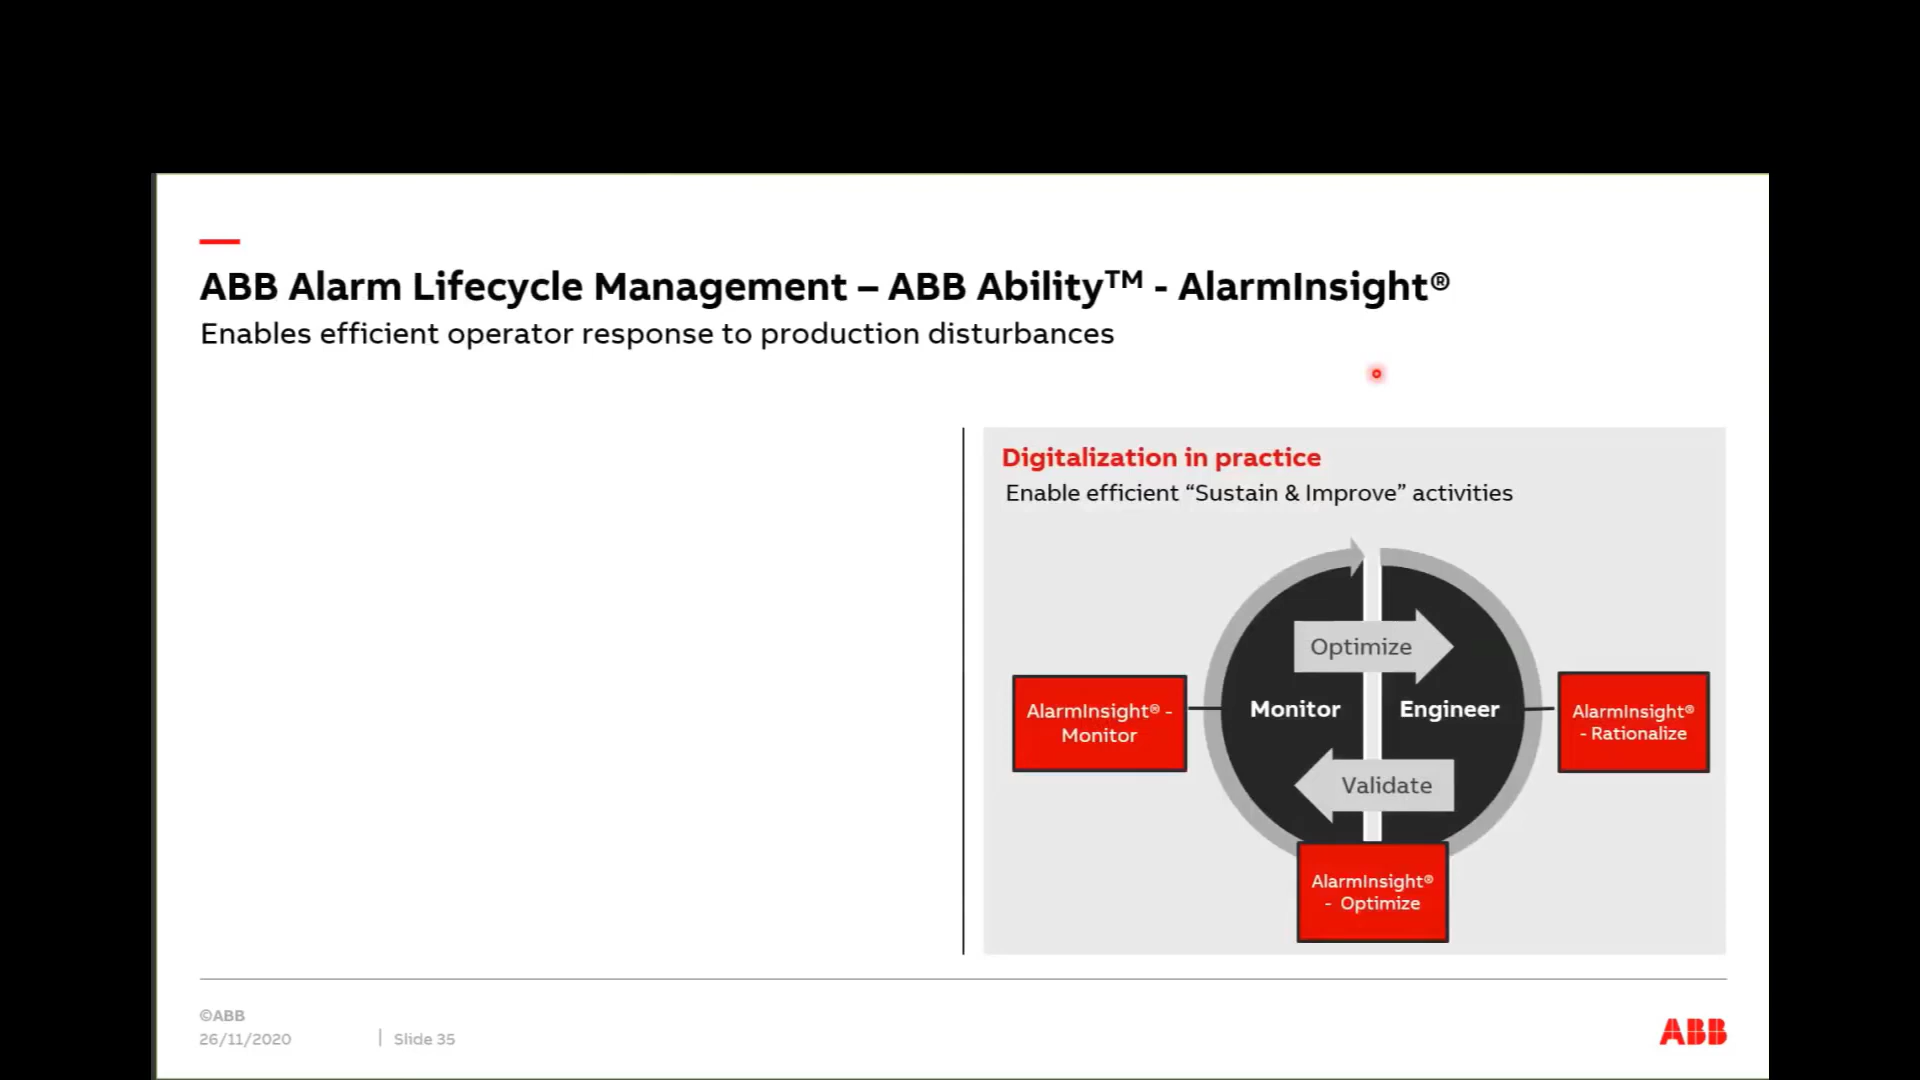 ABB Alarm Lifecycle Management – ABB Ability™ - AlarmInsight®
Enables efficient operator response to production disturbances
Digitalization in practice
Enable efficient “Sustain & Improve” activities
Optimize
AlarmInsight® -
Monitor
Monitor
Engineer
AlarmInsight®
- Rationalize
Validate
AlarmInsight®
- Optimize
©ABB
26/11/2020
| Slide 35
ABB